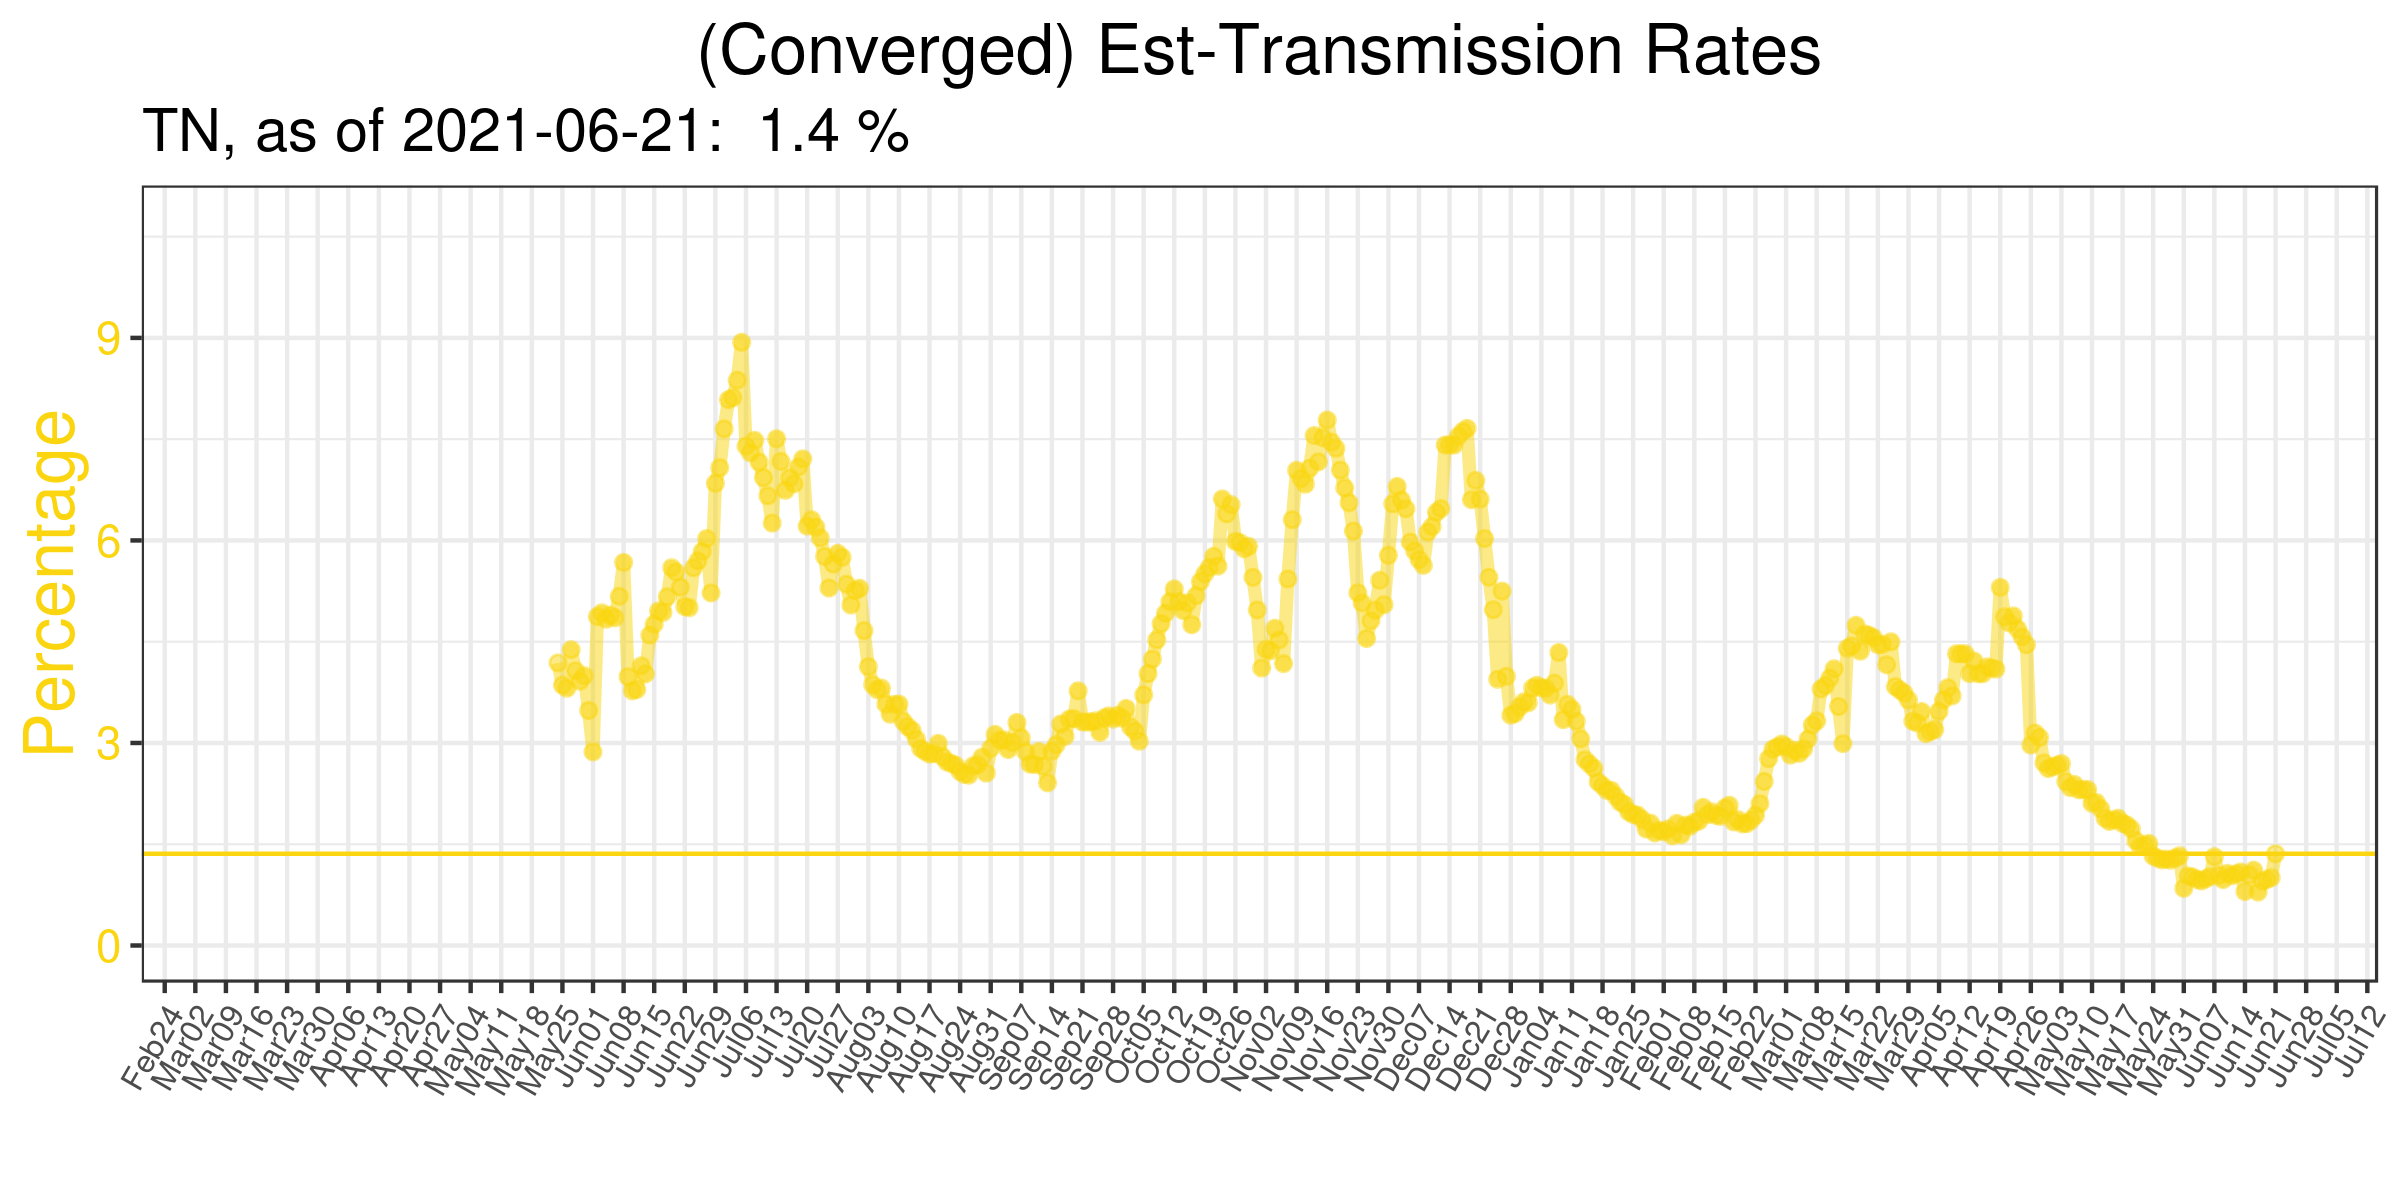 (Converged) Est-Transmission Rates
TN, as of 2021-06-21: 1.4 %
Percentage
9
6
3
0
Feb24
Mar02
Mar09
Mar16
Mar23
Mar30
Apr06
Apr13
Apr20
Apr27
May04
May11
May18
May25
Jun01
Jun08
Jun15
Jun22
Jun29
Jul06
Jul13
Jul20
Jul27
Aug03
Aug10
Aug17
Aug24
Aug31
Sep07
Sep14
Sep21
Sep28
Oct05
Oct12
Oct19
Oct26
Nov02
Nov09
Nov16
Nov23
Nov30
Dec07
Dec14
Dec21
Dec28
Jan04
Jan11
Jan18
Jan25
Feb01
Feb08
Feb15
Feb22
Mar01
Mar08
Mar15
Mar22
Mar29
Apr05
Apr12
Apr19
Apr26
May03
May10
May17
May24
May31
Jun07
Jun14
Jun21
Jun28
Jul05
Jul12